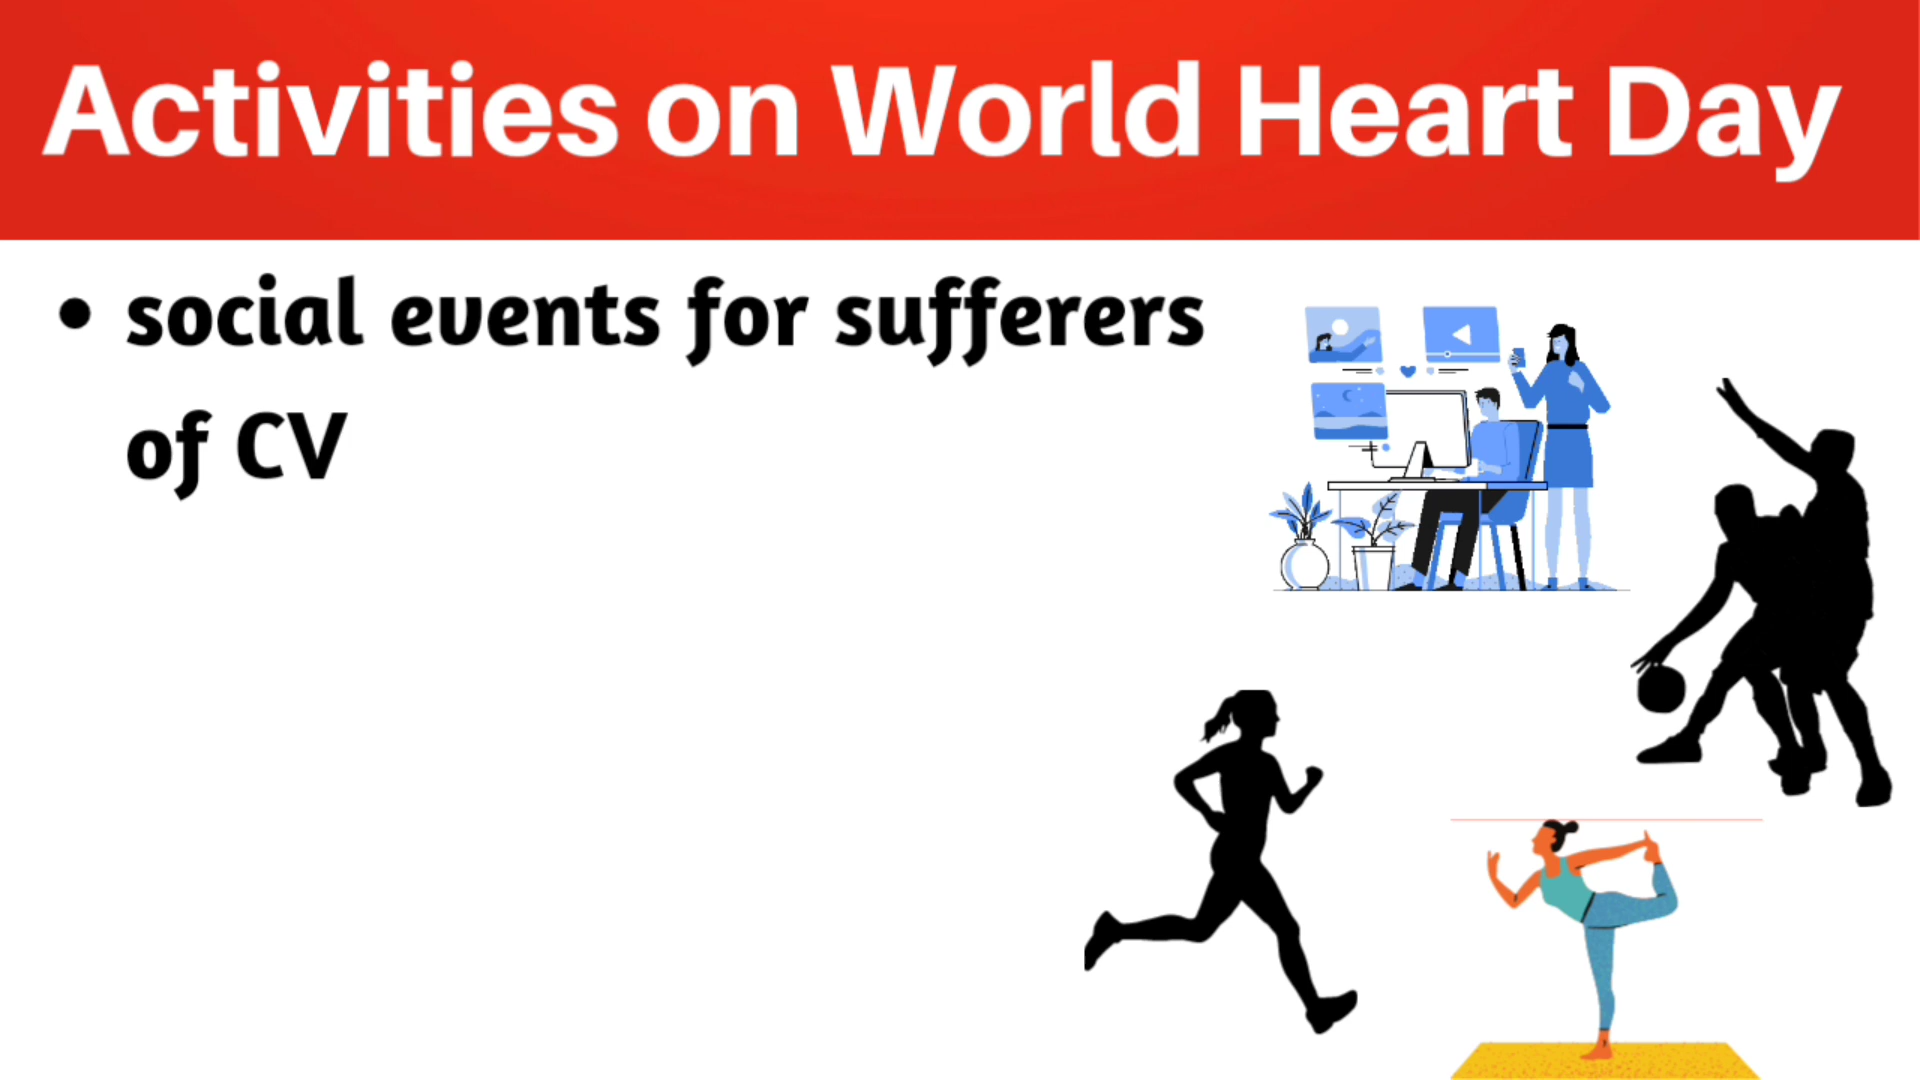 Activities on World Heart Day
• social events for sufferers
of CV